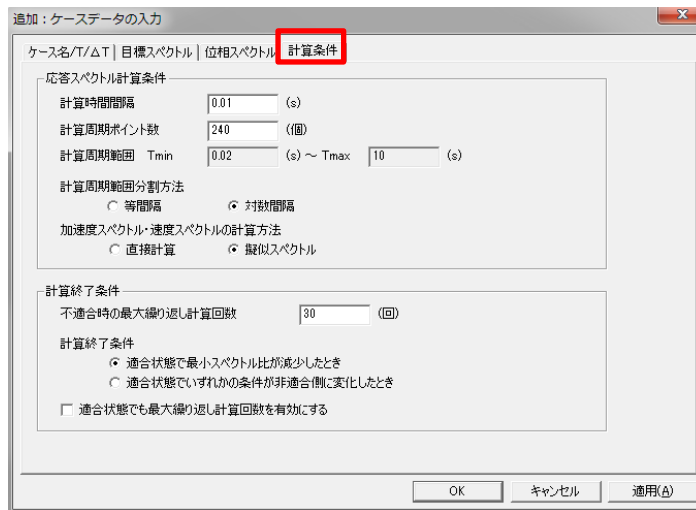 追加：ケースデータの入力
ケース名/T/ΔT 目標スペクトル 位相スペクトル 計算条件
応答スペクトル計算条件
計算時間間隔 0.01 (s)
計算周期ポイント数 240 (個)
計算周期範囲 Tmin 0.02 (s) ～ Tmax 10 (s)
計算周期範囲分割方法
等間隔 対数間隔
加速度スペクトル・速度スペクトルの計算方法
直接計算 擬似スペクトル
計算終了条件
不適合時の最大繰り返し計算回数 30 (回)
計算終了条件
適合状態で最小スペクトル比が減少したとき
適合状態でいずれかの条件が非適合側に変化したとき
適合状態でも最大繰り返し計算回数を有効にする
OK キャンセル 適用(A)